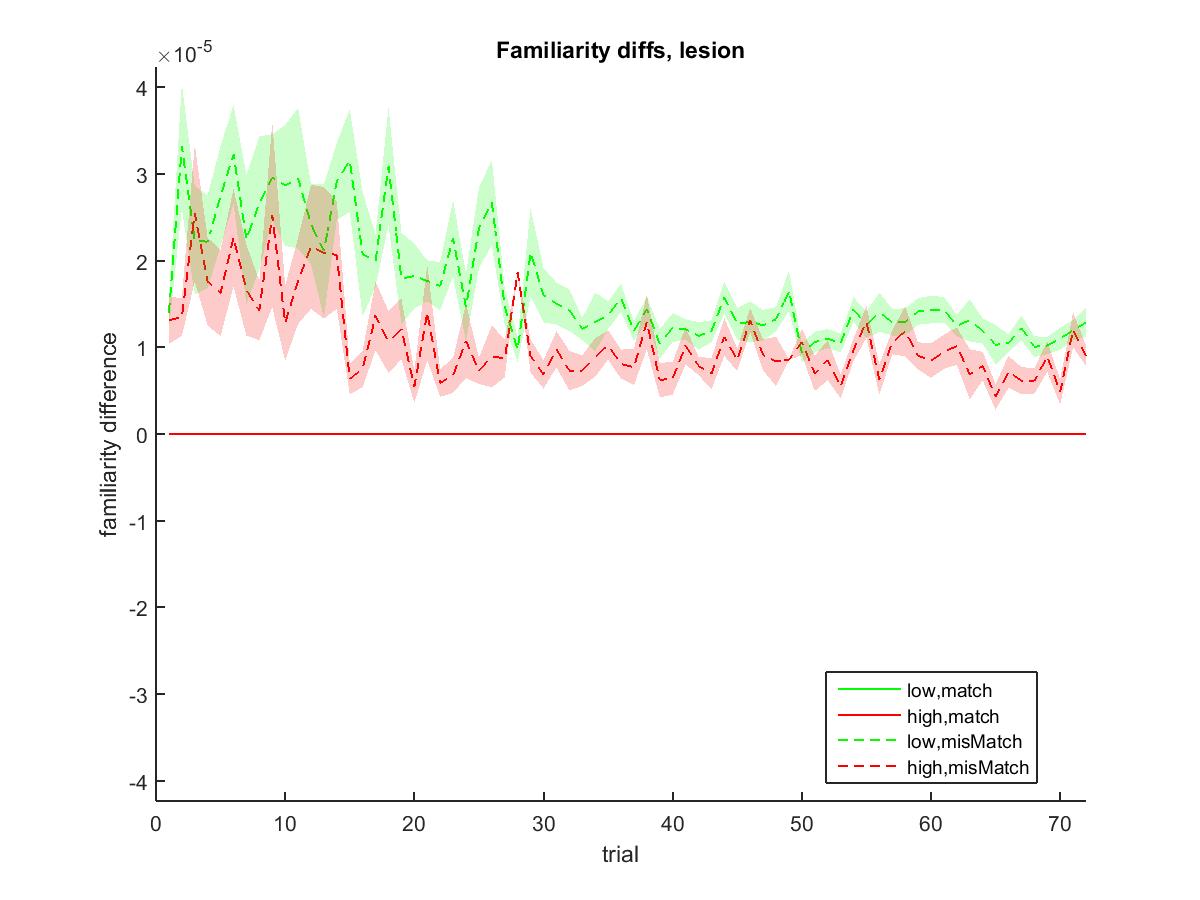 Familiarity diffs, lesion
×10-5
4
3
2
1
0
-1
-2
-3
-4
familiarity difference
0 10 20 30 40 50 60 70
trial
low,match
high,match
low,misMatch
high,misMatch